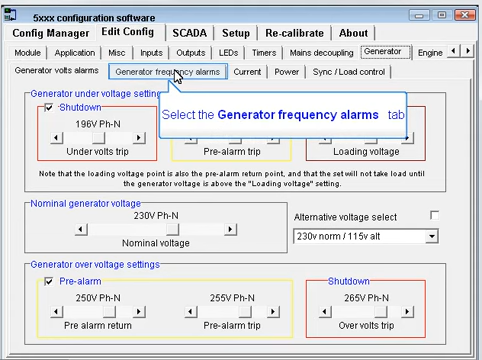 5xxx configuration software
Config Manager Edit Config SCADA Setup Re-calibrate About
Module Application Misc Inputs Outputs LEDs Timers Mains decoupling Generator Engine
Generator volts alarms Generator frequency alarms Current Power Sync / Load control
Generator under voltage setting
Shutdown
Select the Generator frequency alarms tab
196V Ph-N
Under volts trip Pre-alarm trip Loading voltage
Note that the loading voltage point is also the pre-alarm return point, and that the set will not take load until
the generator voltage is above the "Loading voltage" setting.
Nominal generator voltage
230V Ph-N
Nominal voltage
Alternative voltage select
230v norm / 115v alt
Generator over voltage settings
Pre-alarm Shutdown
250V Ph-N 255V Ph-N 265V Ph-N
Pre alarm return Pre-alarm trip Over volts trip